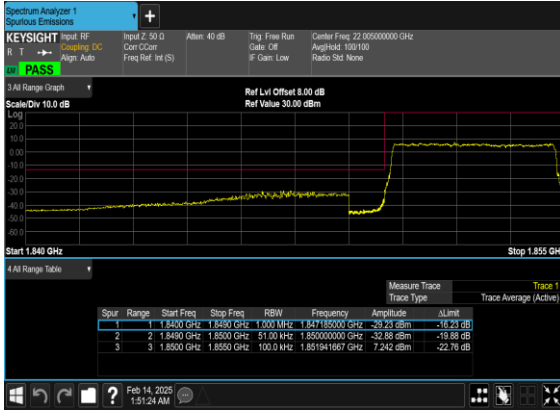 Spectrum Analyzer 1
Spurious Emissions
KEYSIGHT Input: RF Input Z: 50 Ω Atten: 40 dB Trig: Free Run Center Freq: 22.005000000 GHz
R T Coupling: DC Corr CCorr Gate: Off Avg|Hold: 100/100
Align: Auto Freq Ref: Int (S) IF Gain: Low Radio Std: None
PASS
3 All Range Graph
Ref Lvl Offset 8.00 dB
Scale/Div 10.0 dB Ref Value 30.00 dBm
Log
20.0
10.0
0.00
-10.0
-20.0
-30.0
-40.0
-50.0
-60.0
Start 1.840 GHz Stop 1.855 GH
4 All Range Table
Measure Trace Trace 1
Trace Type Trace Average (Active)
Spur Range Start Freq Stop Freq RBW Frequency Amplitude ΔLimit
1 1 1.8400 GHz 1.8490 GHz 1.000 MHz 1.847185000 GHz -29.23 dBm -16.23 dB
2 2 1.8490 GHz 1.8500 GHz 51.00 kHz 1.850000000 GHz -32.88 dBm -19.88 dB
3 3 1.8500 GHz 1.8550 GHz 100.0 kHz 1.851941667 GHz 7.242 dBm -22.76 dB
? Feb 14, 2025
1:51:24 AM